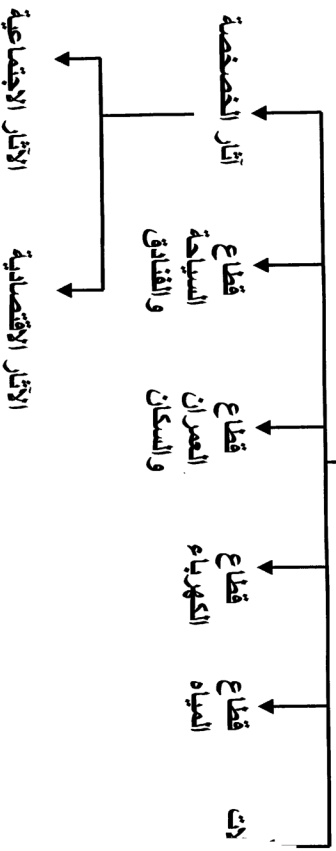 قطاع
المياه
قطاع
الكهرباء
قطاع
العمران
والسكان
قطاع
السياحة
والفنادق
آثار الخصخصة
الآثار الاقتصادية
الآثار الاجتماعية